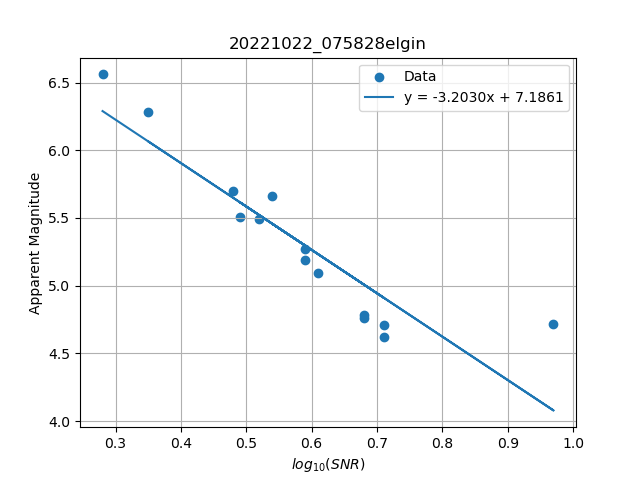 20221022_075828elgin
Data
y = -3.2030x + 7.1861
Apparent Magnitude
6.5
6.0
5.5
5.0
4.5
4.0
0.3 0.4 0.5 0.6 0.7 0.8 0.9 1.0
log10(SNR)